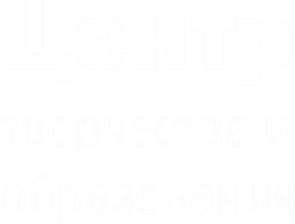 Центр
творчества и
образования